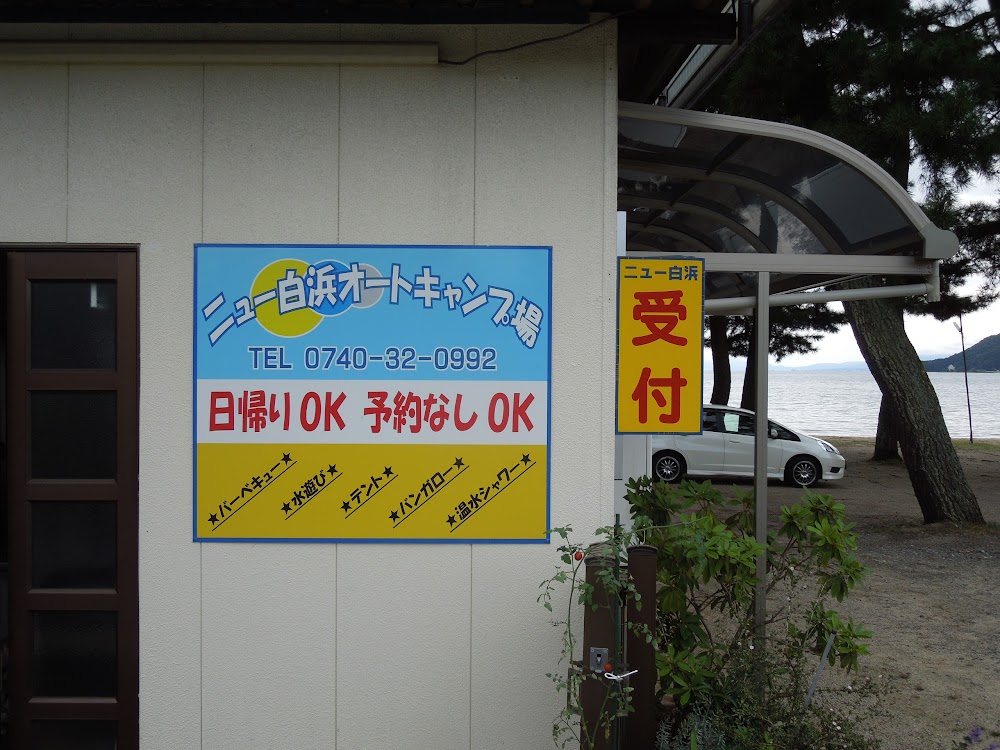 ニュー白浜オートキャンプ場
TEL 0740-32-0992
日帰りOK 予約なしOK
★バーベキュー★
★水遊び★
★テント★
★バンガロー★
★温水シャワー★
ニュー白浜
受付